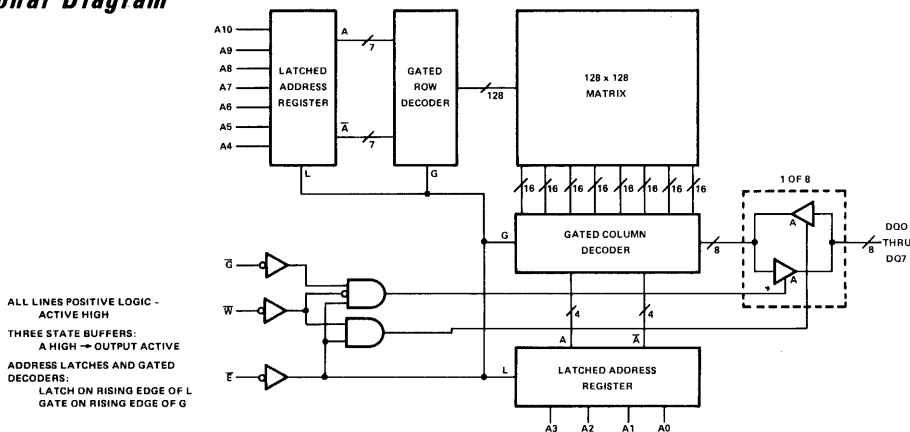 onal Diagram
A10
A9
A8
A7
A6
A5
A4
LATCHED
ADDRESS
REGISTER
A
7
A̅
7
L
GATED
ROW
DECODER
G
128
128 x 128
MATRIX
16 16 16 16 16 16 16 16
G
GATED COLUMN
DECODER
8
1 OF 8
A
A
8
DQ0
THRU
DQ7
G̅
W̅
E̅
4 4
A A̅
L
LATCHED ADDRESS
REGISTER
A3 A2 A1 A0
ALL LINES POSITIVE LOGIC -
ACTIVE HIGH
THREE STATE BUFFERS:
A HIGH → OUTPUT ACTIVE
ADDRESS LATCHES AND GATED
DECODERS:
LATCH ON RISING EDGE OF L
GATE ON RISING EDGE OF G